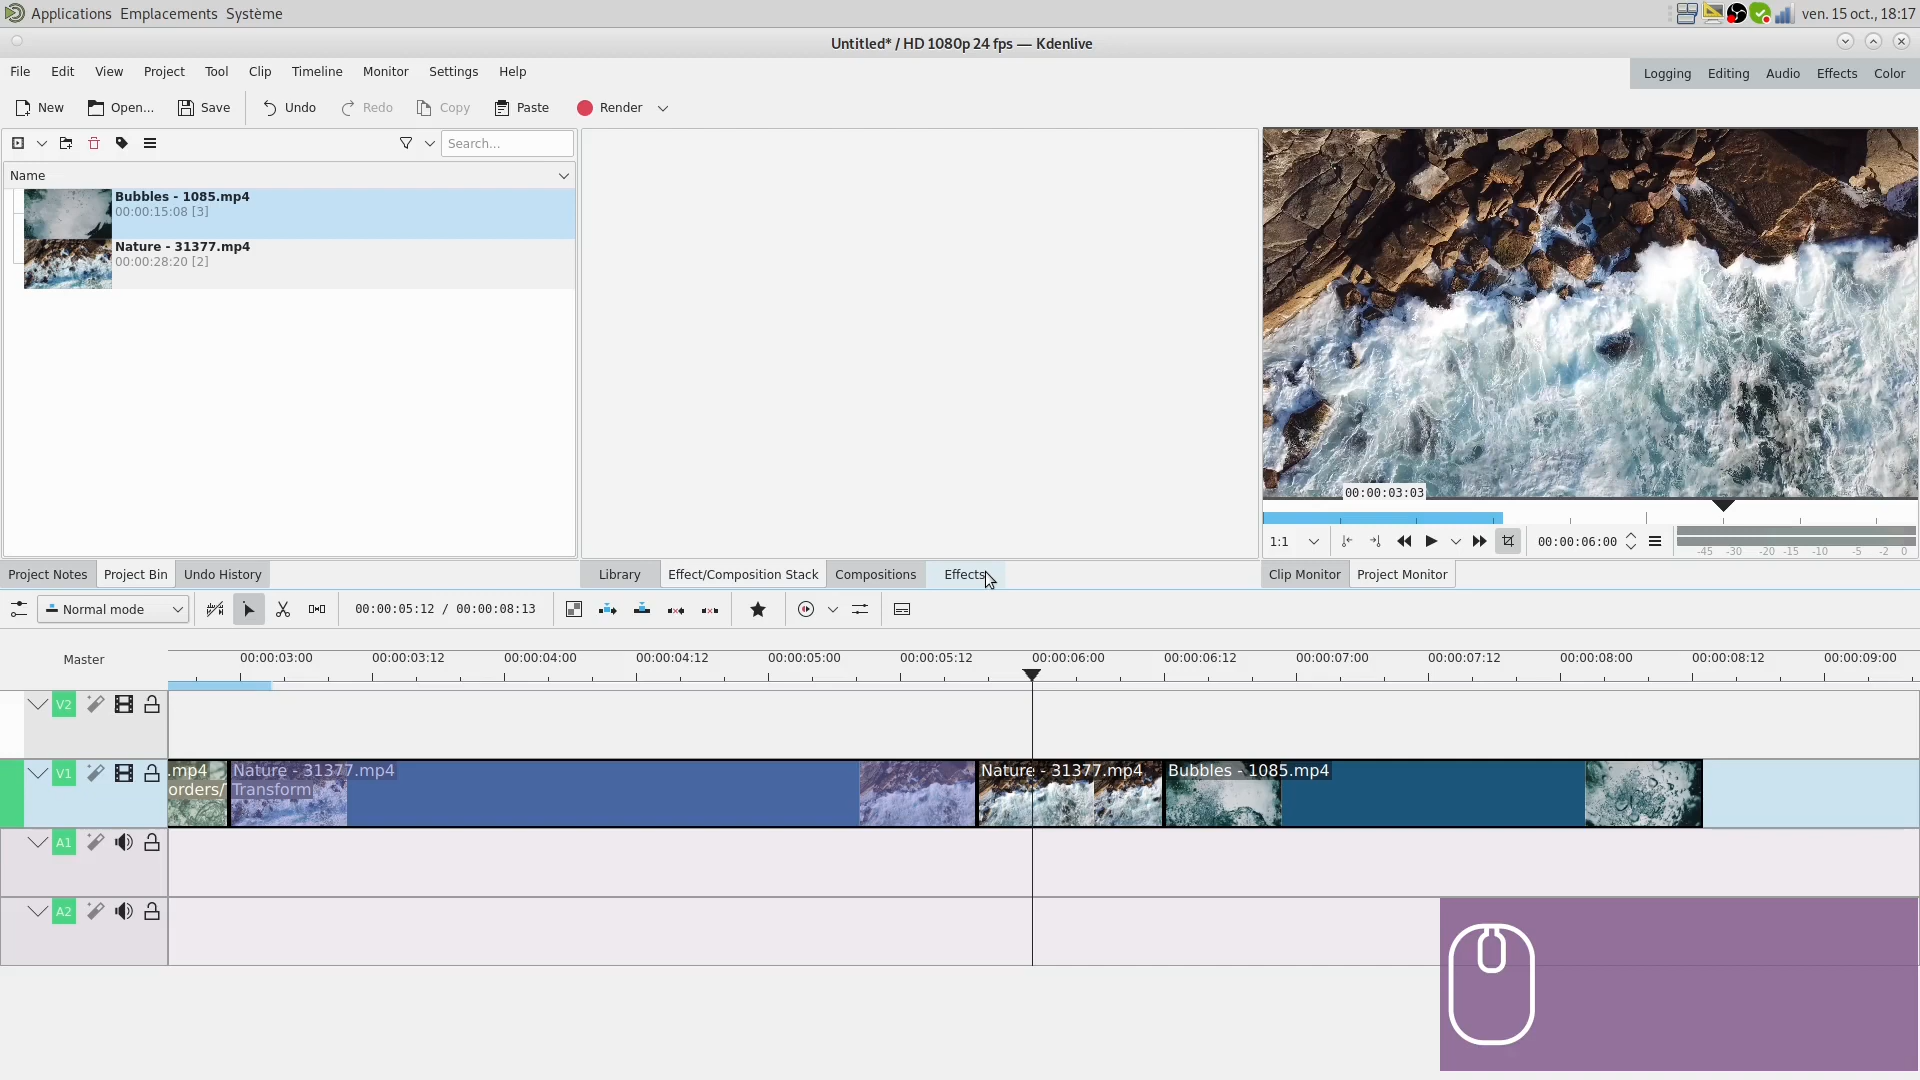 Applications Emplacements Système
ven. 15 oct., 18:17
Untitled* / HD 1080p 24 fps — Kdenlive
File Edit View Project Tool Clip Timeline Monitor Settings Help
Logging Editing Audio Effects Color
New Open... Save Undo Redo Copy Paste Render
Search...
Name
Bubbles - 1085.mp4
00:00:15:08 [3]
Nature - 31377.mp4
00:00:28:20 [2]
00:00:03:03
1:1
00:00:06:00
-45 -30 -20 -15 -10 -5 -2 0
Project Notes Project Bin Undo History
Library Effect/Composition Stack Compositions Effects
Clip Monitor Project Monitor
Normal mode
00:00:05:12 / 00:00:08:13
Master
00:00:03:00 00:00:03:12 00:00:04:00 00:00:04:12 00:00:05:00 00:00:05:12 00:00:06:00 00:00:06:12 00:00:07:00 00:00:07:12 00:00:08:00 00:00:08:12 00:00:09:00
V2
V1
.mp4
orders/
Nature - 31377.mp4
Transform
Nature - 31377.mp4
Bubbles - 1085.mp4
A1
A2